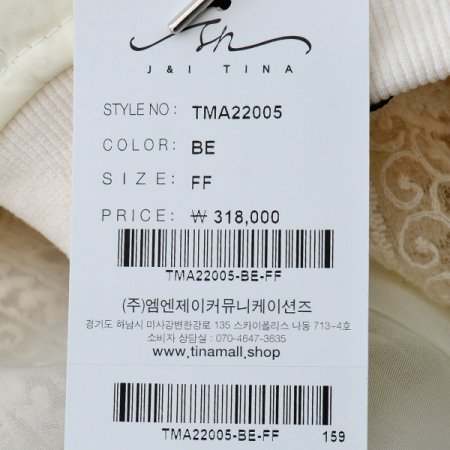 J&I TINA
STYLE NO: TMA22005
COLOR: BE
SIZE: FF
PRICE: ₩ 318,000
TMA22005-BE-FF
(주)엠엔제이커뮤니케이션즈
경기도 하남시 미사강변한강로 135 스카이폴리스 나동 713-4호
소비자 상담실 : 070-4647-3635
www.tinamall.shop
TMA22005-BE-FF 159